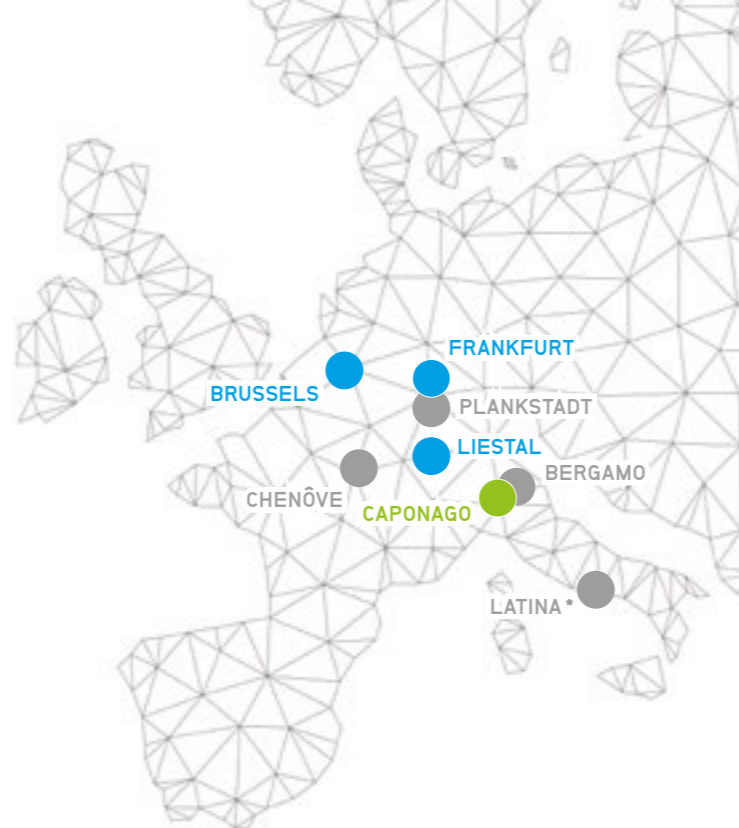 FRANKFURT
BRUSSELS
PLANKSTADT
LIESTAL
BERGAMO
CHENÔVE
CAPONAGO
LATINA*